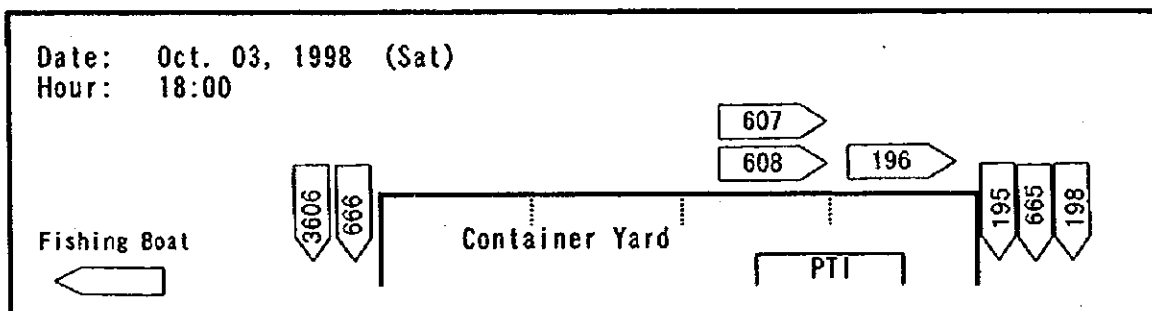 Date: Oct. 03, 1998 (Sat)
Hour: 18:00
607
608
196
3606
666
195
665
198
Fishing Boat
Container Yard
PTI